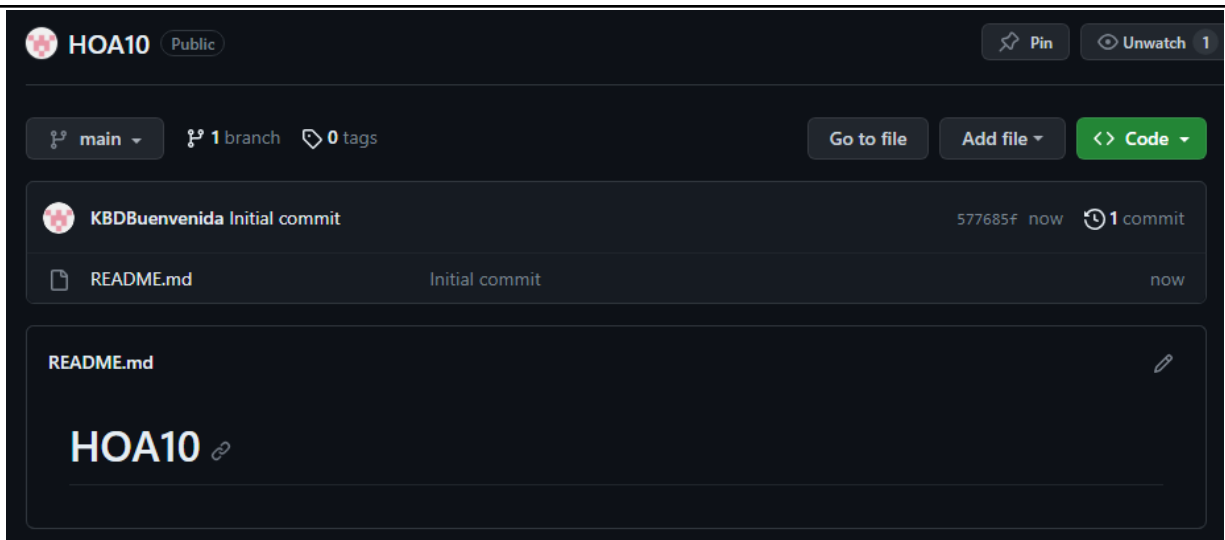 HOA10 Public Pin Unwatch 1
main 1 branch 0 tags Go to file Add file <> Code
KBDBuenvenida Initial commit 577685f now 1 commit
README.md Initial commit now
README.md
HOA10